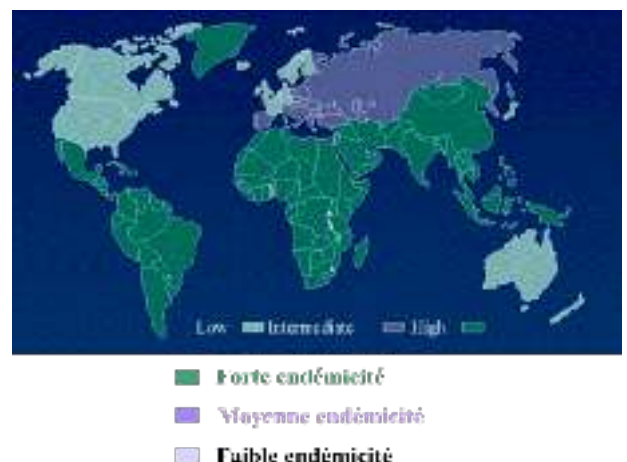 Low Intermediate High
Forte endémicité
Moyenne endémicité
Faible endémicité